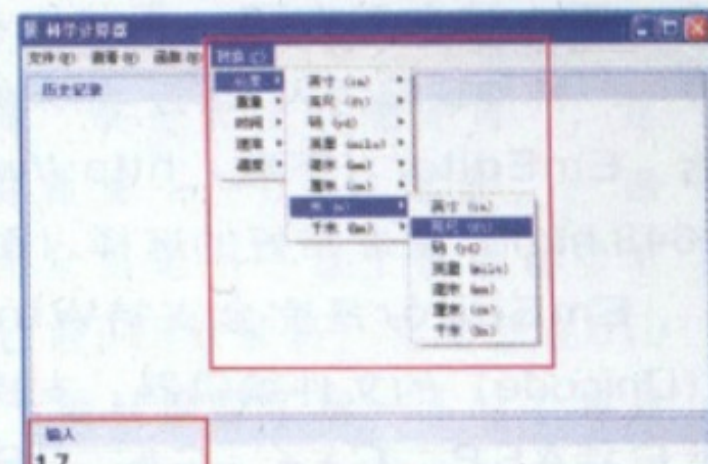 科学计算器
文件(F) 查看(V) 函数(U) 转换(C)
历史记录
长度
重量
时间
速率
温度
英寸 (in)
英尺 (ft)
码 (yd)
英里 (mile)
毫米 (mm)
厘米 (cm)
米 (m)
千米 (km)
英寸 (in)
英尺 (ft)
码 (yd)
英里 (mile)
毫米 (mm)
厘米 (cm)
千米 (km)
输入
1.7